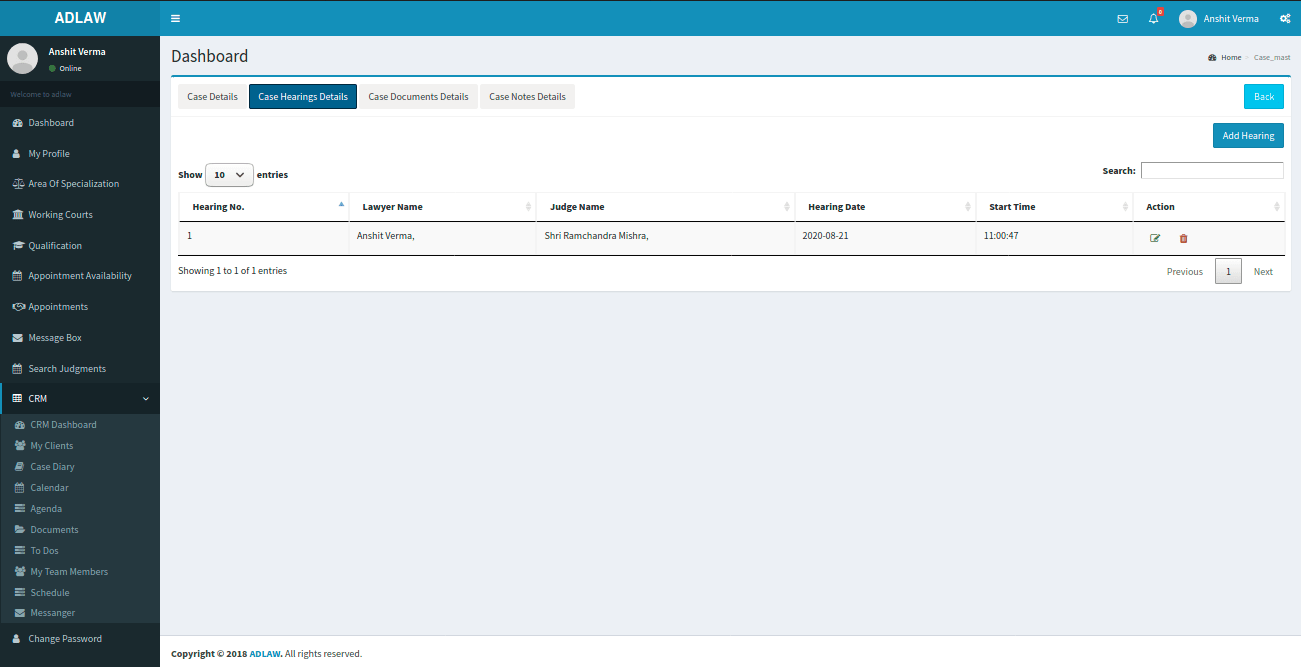 ADLAW
0
Anshit Verma
Anshit Verma
Online
Welcome to adlaw
Dashboard
My Profile
Area Of Specialization
Working Courts
Qualification
Appointment Availability
Appointments
Message Box
Search Judgments
CRM
CRM Dashboard
My Clients
Case Diary
Calendar
Agenda
Documents
To Dos
My Team Members
Schedule
Messanger
Change Password
Dashboard
Home > Case_mast
Case Details Case Hearings Details Case Documents Details Case Notes Details Back
Add Hearing
Show 10 entries Search:
Hearing No. Lawyer Name Judge Name Hearing Date Start Time Action
1 Anshit Verma, Shri Ramchandra Mishra, 2020-08-21 11:00:47
Showing 1 to 1 of 1 entries Previous 1 Next
Copyright © 2018 ADLAW. All rights reserved.